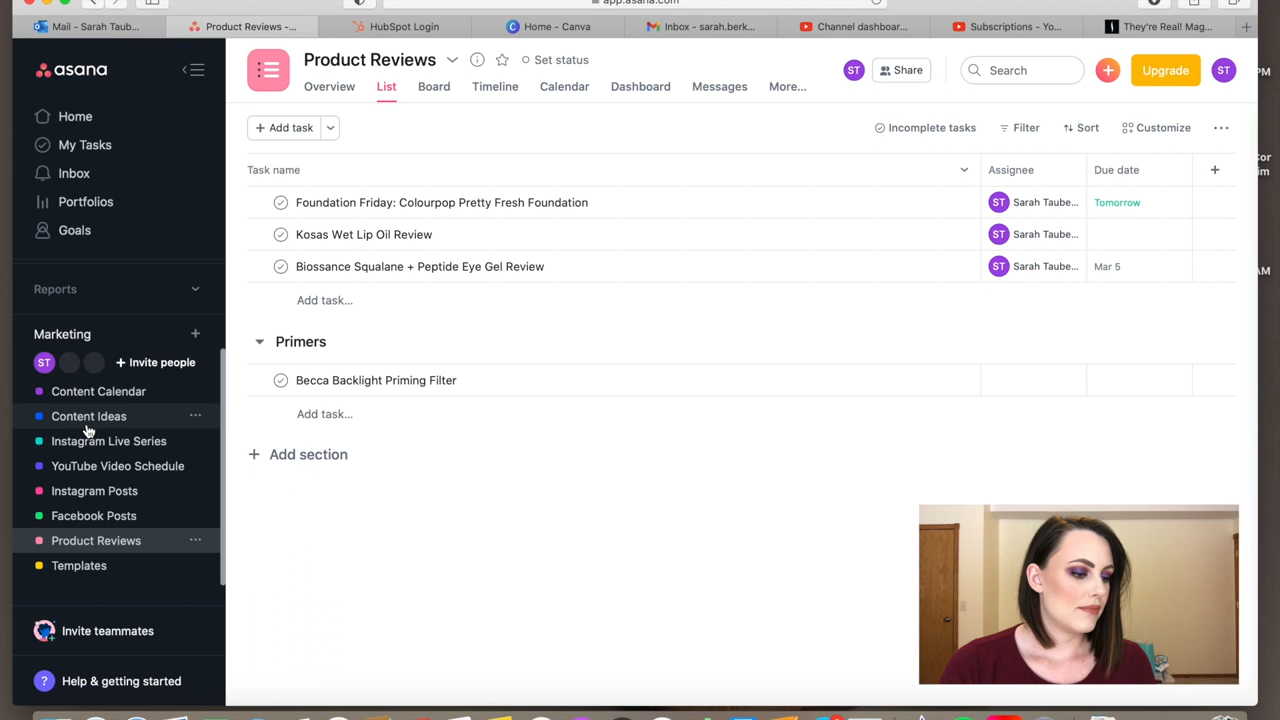 app.asana.com
Mail - Sarah Taub...
Product Reviews -...
HubSpot Login
Home - Canva
Inbox - sarah.berk...
Channel dashboar...
Subscriptions - Yo...
They're Real! Mag...
asana
Home
My Tasks
Inbox
Portfolios
Goals
Reports
Marketing
ST
+ Invite people
Content Calendar
Content Ideas
Instagram Live Series
YouTube Video Schedule
Instagram Posts
Facebook Posts
Product Reviews
Templates
Invite teammates
? Help & getting started
Product Reviews
Set status
Overview
List
Board
Timeline
Calendar
Dashboard
Messages
More...
ST
Share
Search
Upgrade
ST
+ Add task
Incomplete tasks
Filter
Sort
Customize
Task name
Assignee
Due date
Foundation Friday: Colourpop Pretty Fresh Foundation
ST Sarah Taube...
Tomorrow
Kosas Wet Lip Oil Review
ST Sarah Taube...
Biossance Squalane + Peptide Eye Gel Review
ST Sarah Taube...
Mar 5
Add task...
Primers
Becca Backlight Priming Filter
Add task...
+ Add section
PM
Cor
im
AM